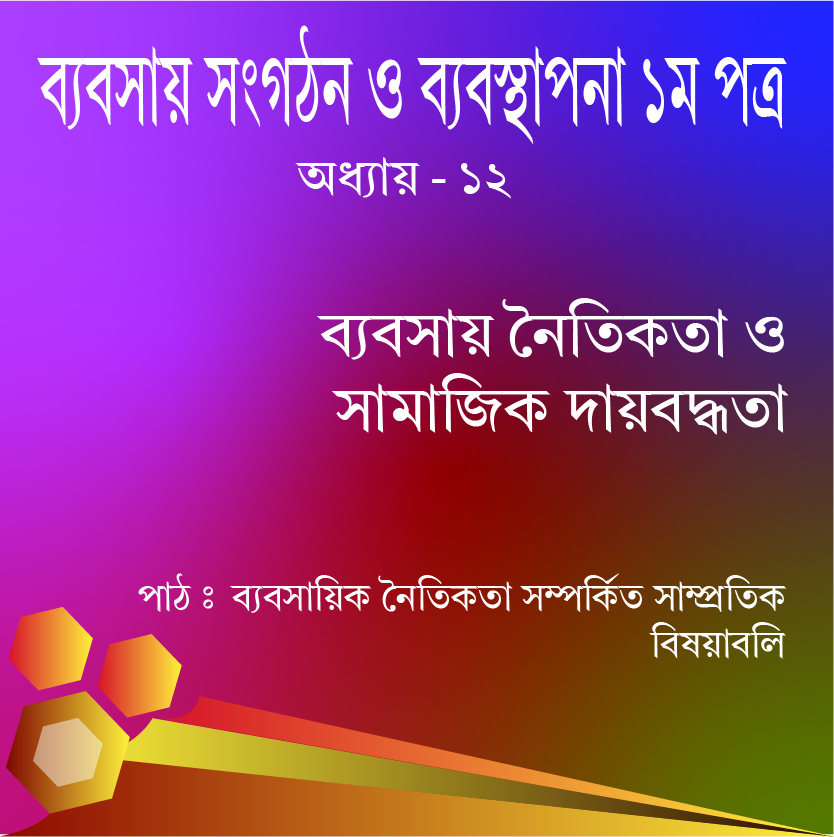 ব্যবসায় সংগঠন ও ব্যবস্থাপনা ১ম পত্র
অধ্যায় - ১২
ব্যবসায় নৈতিকতা ও
সামাজিক দায়বদ্ধতা
পাঠ ঃ ব্যবসায়িক নৈতিকতা সম্পর্কিত সাম্প্রতিক
বিষয়াবলি